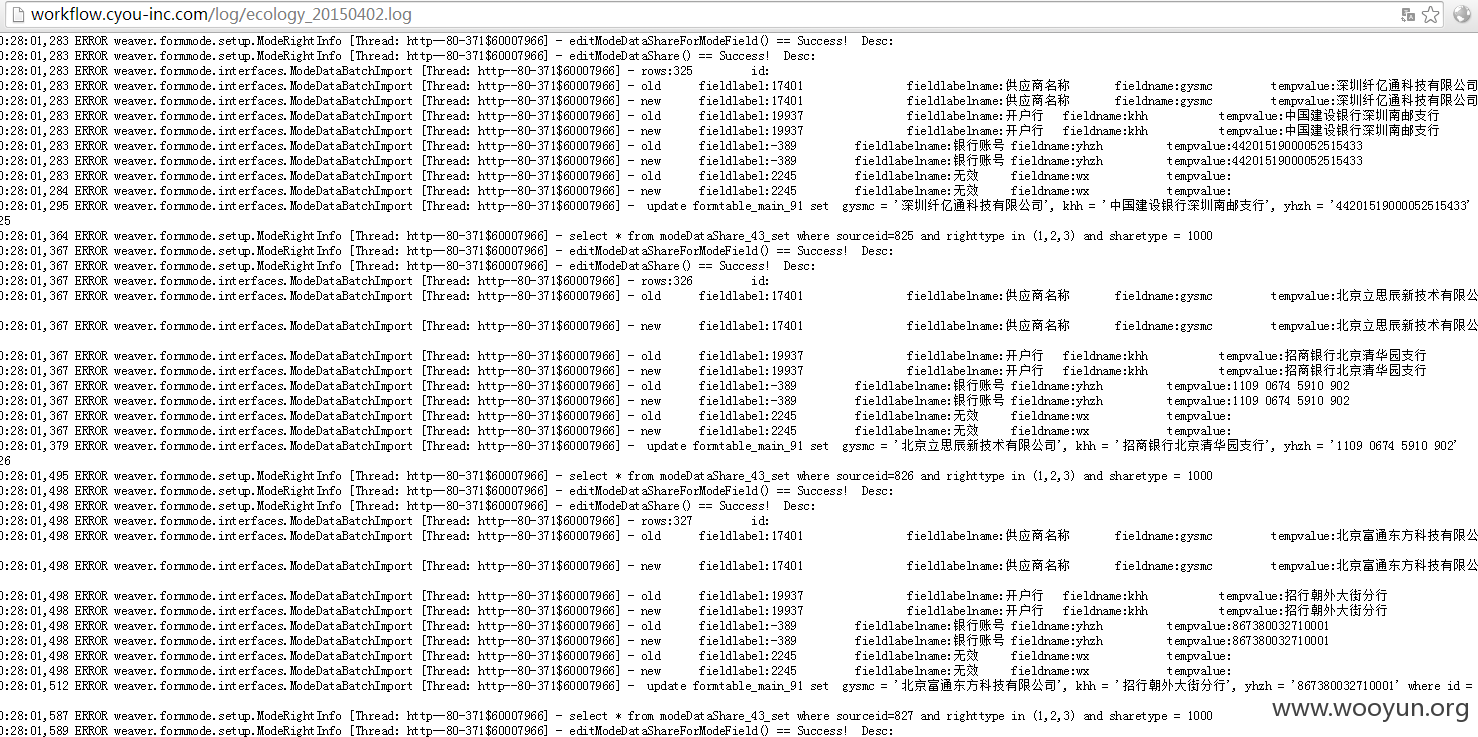 workflow.cyou-inc.com/log/ecology_20150402.log
0:28:01,283 ERROR weaver.formmode.setup.ModeRightInfo [Thread: http--80-371$60007966] - editModeDataShareForModeField() == Success!  Desc:
0:28:01,283 ERROR weaver.formmode.setup.ModeRightInfo [Thread: http--80-371$60007966] - editModeDataShare() == Success!  Desc:
0:28:01,283 ERROR weaver.formmode.interfaces.ModeDataBatchImport [Thread: http--80-371$60007966] - rows:325 id:
0:28:01,283 ERROR weaver.formmode.interfaces.ModeDataBatchImport [Thread: http--80-371$60007966] - old fieldlabel:17401 fieldlabelname:供应商名称 fieldname:gysmc tempvalue:深圳纤亿通科技有限公司
0:28:01,283 ERROR weaver.formmode.interfaces.ModeDataBatchImport [Thread: http--80-371$60007966] - new fieldlabel:17401 fieldlabelname:供应商名称 fieldname:gysmc tempvalue:深圳纤亿通科技有限公司
0:28:01,283 ERROR weaver.formmode.interfaces.ModeDataBatchImport [Thread: http--80-371$60007966] - old fieldlabel:19937 fieldlabelname:开户行 fieldname:khh tempvalue:中国建设银行深圳南邮支行
0:28:01,283 ERROR weaver.formmode.interfaces.ModeDataBatchImport [Thread: http--80-371$60007966] - new fieldlabel:19937 fieldlabelname:开户行 fieldname:khh tempvalue:中国建设银行深圳南邮支行
0:28:01,283 ERROR weaver.formmode.interfaces.ModeDataBatchImport [Thread: http--80-371$60007966] - old fieldlabel:-389 fieldlabelname:银行账号 fieldname:yhzh tempvalue:44201519000052515433
0:28:01,283 ERROR weaver.formmode.interfaces.ModeDataBatchImport [Thread: http--80-371$60007966] - new fieldlabel:-389 fieldlabelname:银行账号 fieldname:yhzh tempvalue:44201519000052515433
0:28:01,283 ERROR weaver.formmode.interfaces.ModeDataBatchImport [Thread: http--80-371$60007966] - old fieldlabel:2245 fieldlabelname:无效 fieldname:wx tempvalue:
0:28:01,284 ERROR weaver.formmode.interfaces.ModeDataBatchImport [Thread: http--80-371$60007966] - new fieldlabel:2245 fieldlabelname:无效 fieldname:wx tempvalue:
0:28:01,295 ERROR weaver.formmode.interfaces.ModeDataBatchImport [Thread: http--80-371$60007966] - update formtable_main_91 set gysmc = '深圳纤亿通科技有限公司', khh = '中国建设银行深圳南邮支行', yhzh = '44201519000052515433'
25
0:28:01,364 ERROR weaver.formmode.setup.ModeRightInfo [Thread: http--80-371$60007966] - select * from modeDataShare_43_set where sourceid=825 and righttype in (1,2,3) and sharetype = 1000
0:28:01,367 ERROR weaver.formmode.setup.ModeRightInfo [Thread: http--80-371$60007966] - editModeDataShareForModeField() == Success!  Desc:
0:28:01,367 ERROR weaver.formmode.setup.ModeRightInfo [Thread: http--80-371$60007966] - editModeDataShare() == Success!  Desc:
0:28:01,367 ERROR weaver.formmode.interfaces.ModeDataBatchImport [Thread: http--80-371$60007966] - rows:326 id:
0:28:01,367 ERROR weaver.formmode.interfaces.ModeDataBatchImport [Thread: http--80-371$60007966] - old fieldlabel:17401 fieldlabelname:供应商名称 fieldname:gysmc tempvalue:北京立思辰新技术有限公
0:28:01,367 ERROR weaver.formmode.interfaces.ModeDataBatchImport [Thread: http--80-371$60007966] - new fieldlabel:17401 fieldlabelname:供应商名称 fieldname:gysmc tempvalue:北京立思辰新技术有限公
0:28:01,367 ERROR weaver.formmode.interfaces.ModeDataBatchImport [Thread: http--80-371$60007966] - old fieldlabel:19937 fieldlabelname:开户行 fieldname:khh tempvalue:招商银行北京清华园支行
0:28:01,367 ERROR weaver.formmode.interfaces.ModeDataBatchImport [Thread: http--80-371$60007966] - new fieldlabel:19937 fieldlabelname:开户行 fieldname:khh tempvalue:招商银行北京清华园支行
0:28:01,367 ERROR weaver.formmode.interfaces.ModeDataBatchImport [Thread: http--80-371$60007966] - old fieldlabel:-389 fieldlabelname:银行账号 fieldname:yhzh tempvalue:1109 0674 5910 902
0:28:01,367 ERROR weaver.formmode.interfaces.ModeDataBatchImport [Thread: http--80-371$60007966] - new fieldlabel:-389 fieldlabelname:银行账号 fieldname:yhzh tempvalue:1109 0674 5910 902
0:28:01,367 ERROR weaver.formmode.interfaces.ModeDataBatchImport [Thread: http--80-371$60007966] - old fieldlabel:2245 fieldlabelname:无效 fieldname:wx tempvalue:
0:28:01,367 ERROR weaver.formmode.interfaces.ModeDataBatchImport [Thread: http--80-371$60007966] - new fieldlabel:2245 fieldlabelname:无效 fieldname:wx tempvalue:
0:28:01,379 ERROR weaver.formmode.interfaces.ModeDataBatchImport [Thread: http--80-371$60007966] - update formtable_main_91 set gysmc = '北京立思辰新技术有限公司', khh = '招商银行北京清华园支行', yhzh = '1109 0674 5910 902'
26
0:28:01,495 ERROR weaver.formmode.setup.ModeRightInfo [Thread: http--80-371$60007966] - select * from modeDataShare_43_set where sourceid=826 and righttype in (1,2,3) and sharetype = 1000
0:28:01,498 ERROR weaver.formmode.setup.ModeRightInfo [Thread: http--80-371$60007966] - editModeDataShareForModeField() == Success!  Desc:
0:28:01,498 ERROR weaver.formmode.setup.ModeRightInfo [Thread: http--80-371$60007966] - editModeDataShare() == Success!  Desc:
0:28:01,498 ERROR weaver.formmode.interfaces.ModeDataBatchImport [Thread: http--80-371$60007966] - rows:327 id:
0:28:01,498 ERROR weaver.formmode.interfaces.ModeDataBatchImport [Thread: http--80-371$60007966] - old fieldlabel:17401 fieldlabelname:供应商名称 fieldname:gysmc tempvalue:北京富通东方科技有限公
0:28:01,498 ERROR weaver.formmode.interfaces.ModeDataBatchImport [Thread: http--80-371$60007966] - new fieldlabel:17401 fieldlabelname:供应商名称 fieldname:gysmc tempvalue:北京富通东方科技有限公
0:28:01,498 ERROR weaver.formmode.interfaces.ModeDataBatchImport [Thread: http--80-371$60007966] - old fieldlabel:19937 fieldlabelname:开户行 fieldname:khh tempvalue:招行朝外大街分行
0:28:01,498 ERROR weaver.formmode.interfaces.ModeDataBatchImport [Thread: http--80-371$60007966] - new fieldlabel:19937 fieldlabelname:开户行 fieldname:khh tempvalue:招行朝外大街分行
0:28:01,498 ERROR weaver.formmode.interfaces.ModeDataBatchImport [Thread: http--80-371$60007966] - old fieldlabel:-389 fieldlabelname:银行账号 fieldname:yhzh tempvalue:867380032710001
0:28:01,498 ERROR weaver.formmode.interfaces.ModeDataBatchImport [Thread: http--80-371$60007966] - new fieldlabel:-389 fieldlabelname:银行账号 fieldname:yhzh tempvalue:867380032710001
0:28:01,498 ERROR weaver.formmode.interfaces.ModeDataBatchImport [Thread: http--80-371$60007966] - old fieldlabel:2245 fieldlabelname:无效 fieldname:wx tempvalue:
0:28:01,498 ERROR weaver.formmode.interfaces.ModeDataBatchImport [Thread: http--80-371$60007966] - new fieldlabel:2245 fieldlabelname:无效 fieldname:wx tempvalue:
0:28:01,512 ERROR weaver.formmode.interfaces.ModeDataBatchImport [Thread: http--80-371$60007966] - update formtable_main_91 set gysmc = '北京富通东方科技有限公司', khh = '招行朝外大街分行', yhzh = '867380032710001' where id =
0:28:01,587 ERROR weaver.formmode.setup.ModeRightInfo [Thread: http--80-371$60007966] - select * from modeDataShare_43_set where sourceid=827 and righttype in (1,2,3) and sharetype = 1000
0:28:01,589 ERROR weaver.formmode.setup.ModeRightInfo [Thread: http--80-371$60007966] - editModeDataShareForModeField() == Success!  Desc:
www.wooyun.org